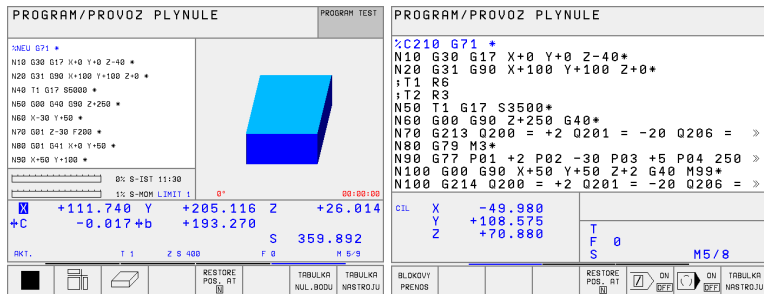 PROGRAM/PROVOZ PLYNULE
PROGRAM TEST
%NEU G71 *
N10 G30 G17 X+0 Y+0 Z-40 *
N20 G31 G90 X+100 Y+100 Z+0 *
N40 T1 G17 S5000 *
N50 G00 G40 G90 Z+250 *
N60 X-30 Y+50 *
N70 G01 Z-30 F200 *
N80 G01 G41 X+0 Y+50 *
N90 X+50 Y+100 *
0% S-IST 11:30
1% S-MOM LIMIT 1
0°
00:00:00
X +111.740 Y +205.116 Z +26.014
+C -0.017 +b +193.270
S 359.892
AKT. T 1 Z S 400 F 0 M 5/9
RESTORE POS. AT N
TABULKA NUL.BODU
TABULKA NASTROJU
PROGRAM/PROVOZ PLYNULE
%C210 G71 *
N10 G30 G17 X+0 Y+0 Z-40*
N20 G31 G90 X+100 Y+100 Z+0*
;T1 R6
;T2 R3
N50 T1 G17 S3500*
N60 G00 G90 Z+250 G40*
N70 G213 Q200 = +2 Q201 = -20 Q206 = »
N80 G79 M3*
N90 G77 P01 +2 P02 -30 P03 +5 P04 250 »
N100 G00 G90 X+50 Y+50 Z+2 G40 M99*
N100 G214 Q200 = +2 Q201 = -20 Q206 = »
CIL X -49.980
Y +108.575
Z +70.880
T
F 0
S M5/8
BLOKOVY PRENOS
RESTORE POS. AT N
ON OFF
ON OFF
TABULKA NASTROJU